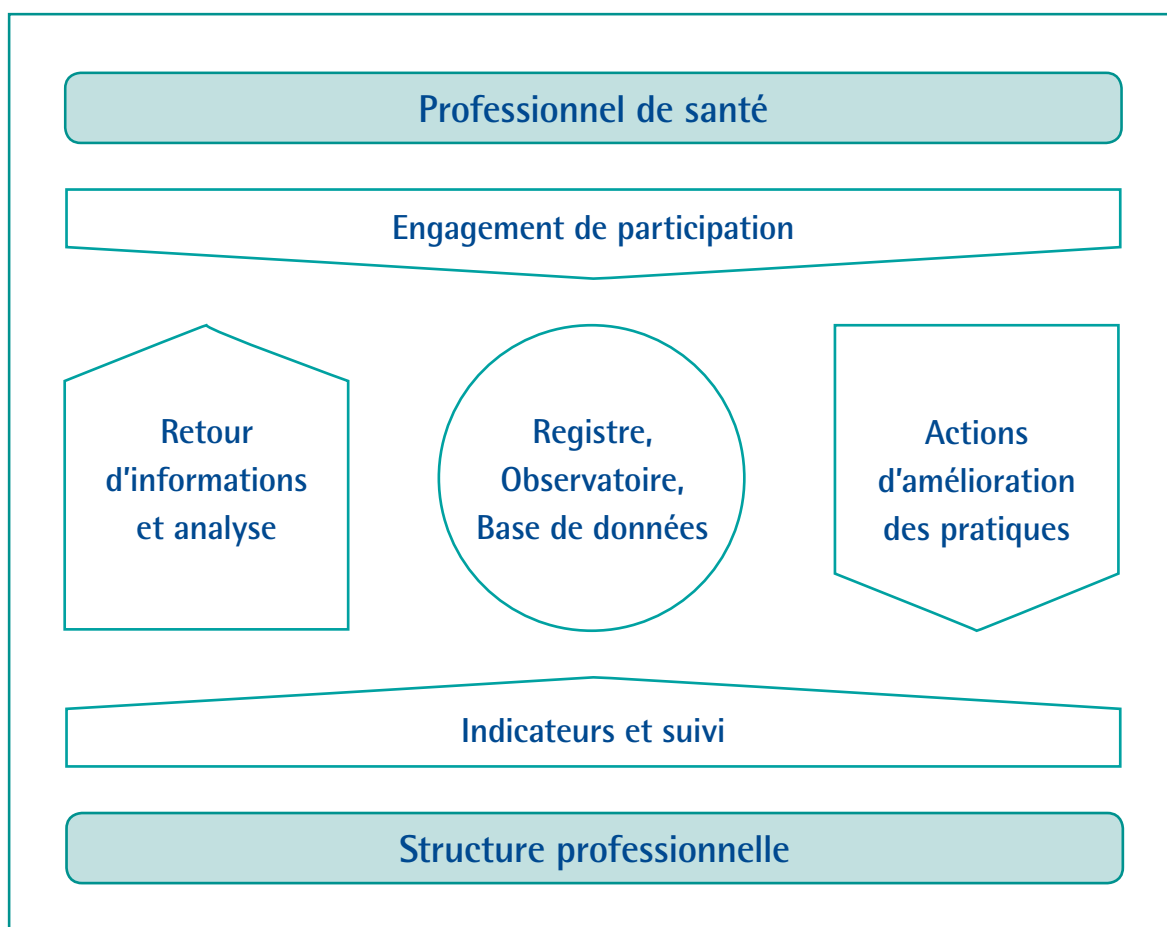 Professionnel de santé
Engagement de participation
Retour
d'informations
et analyse
Registre,
Observatoire,
Base de données
Actions
d'amélioration
des pratiques
Indicateurs et suivi
Structure professionnelle